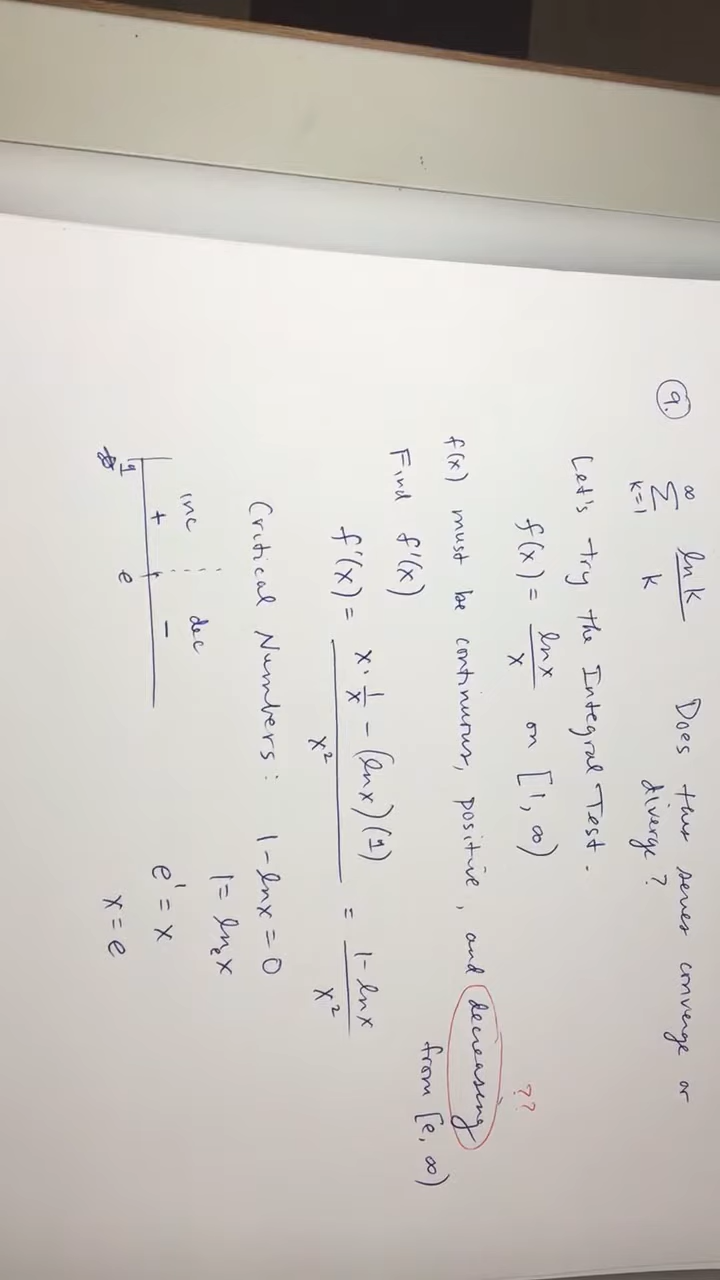 9. ∞ Σ k=1 ln k / k Does this series converge or
diverge?
Let's try the Integral Test.
f(x) = ln x / x on [1, ∞)
??
f(x) must be continuous, positive, and decreasing
from [e, ∞)
Find f'(x)
f'(x) = (x · 1/x − (ln x)(1)) / x² = (1 − ln x) / x²
Critical Numbers: 1 − ln x = 0
1 = lnₑ x
e¹ = x
x = e
inc dec
+ −
1 e